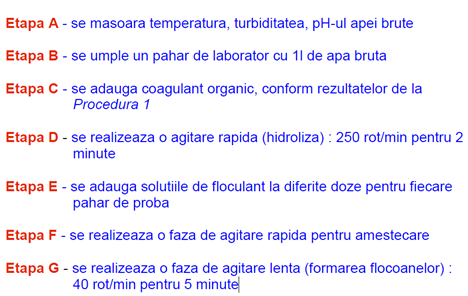 Etapa A - se masoara temperatura, turbiditatea, pH-ul apei brute
Etapa B - se umple un pahar de laborator cu 1l de apa bruta
Etapa C - se adauga coagulant organic, conform rezultatelor de la
Procedura 1
Etapa D - se realizeaza o agitare rapida (hidroliza) : 250 rot/min pentru 2
minute
Etapa E - se adauga solutiile de floculant la diferite doze pentru fiecare
pahar de proba
Etapa F - se realizeaza o faza de agitare rapida pentru amestecare
Etapa G - se realizeaza o faza de agitare lenta (formarea flocoanelor) :
40 rot/min pentru 5 minute